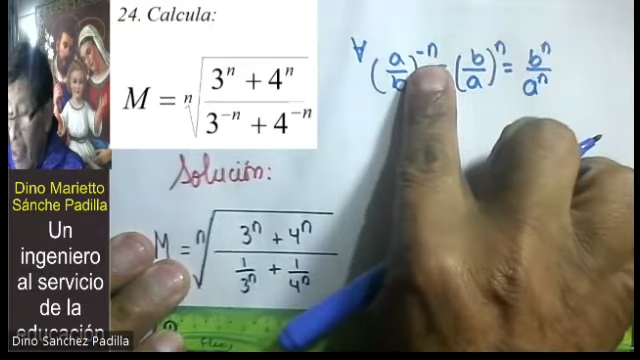 24. Calcula:
M = ⁿ√((3ⁿ + 4ⁿ)/(3⁻ⁿ + 4⁻ⁿ))
∀ (a/b)⁻ⁿ = (b/a)ⁿ = bⁿ/aⁿ
Solución:
M = ⁿ√((3ⁿ + 4ⁿ)/(1/3ⁿ + 1/4ⁿ))
Dino Marietto
Sánche Padilla
Un
ingeniero
al servicio
de la
educación
Dino Sanchez Padilla